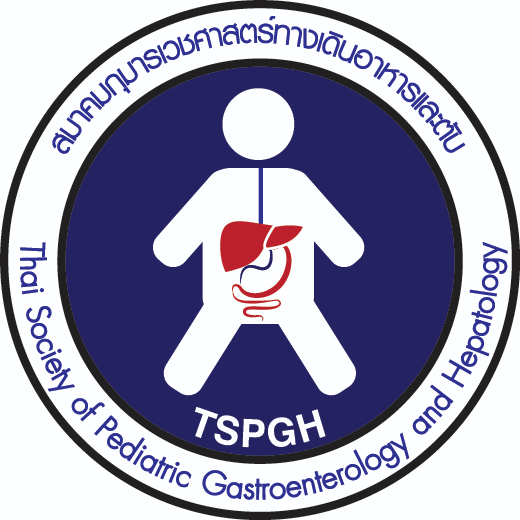 สมาคมกุมารเวชศาสตร์ทางเดินอาหารและตับ
TSPGH
Thai Society of Pediatric Gastroenterology and Hepatology